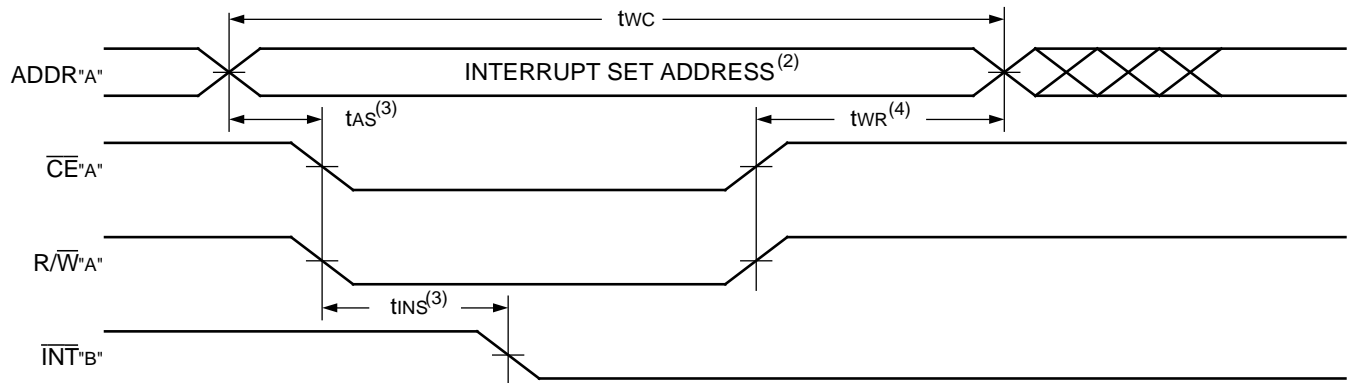 tWC
ADDR"A"
INTERRUPT SET ADDRESS(2)
tAS(3)
tWR(4)
CE"A"
R/W"A"
tINS(3)
INT"B"